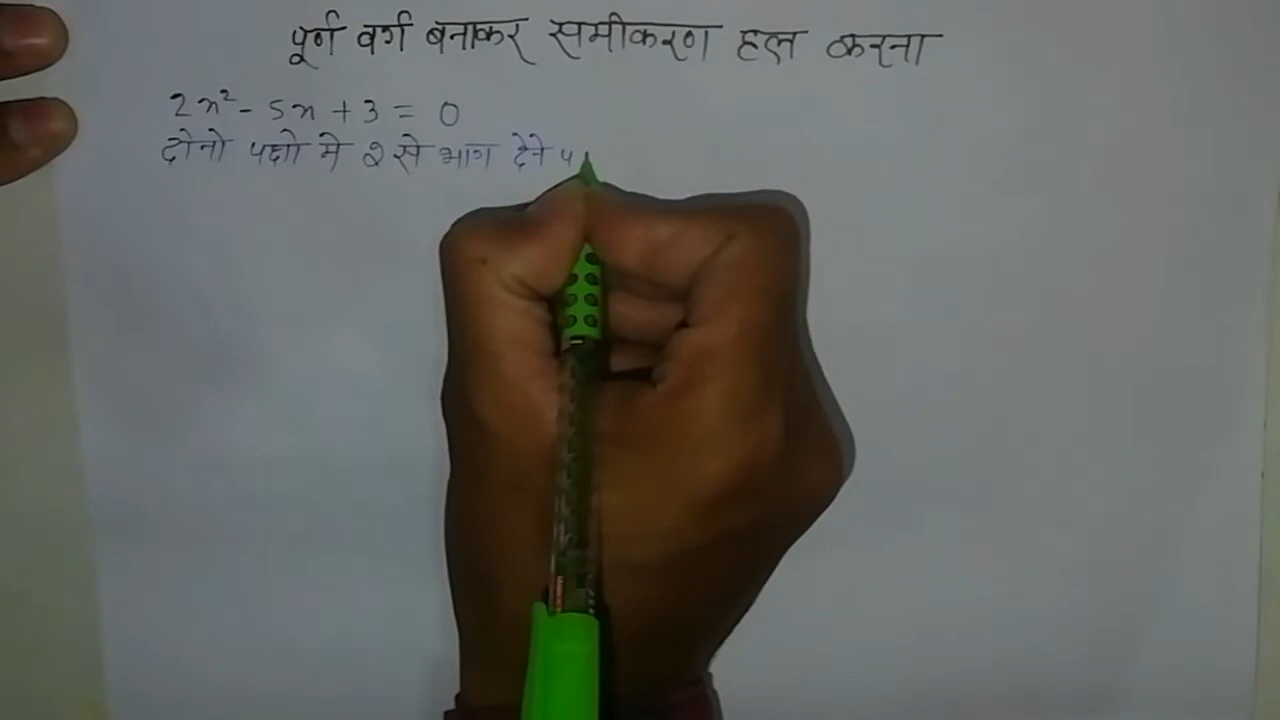 पूर्ण वर्ग बनाकर समीकरण हल करना
2x² - 5x + 3 = 0
दोनो पक्षो मे 2 से भाग देने प